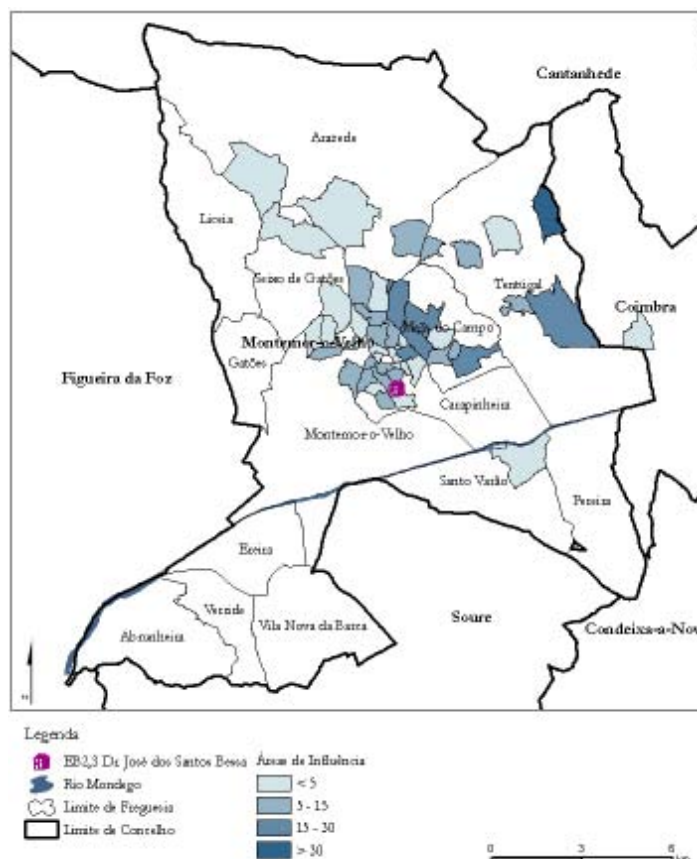 Cantanhede
Arazede
Liceia
Seixo de Gatões
Tentúgal
Coimbra
Meãs do Campo
Montemor-o-Velho
Gatões
Figueira da Foz
Carapinheira
Montemor-o-Velho
Santo Varão
Pereira
Ereira
Verride
Abrunheira
Vila Nova da Barca
Soure
Condeixa-a-Nov
Legenda
EB2,3 Dr. José dos Santos Bessa
Áreas de Influência
Rio Mondego
< 5
Limite de Freguesia
5 - 15
Limite de Concelho
15 - 30
> 30
0 3 6